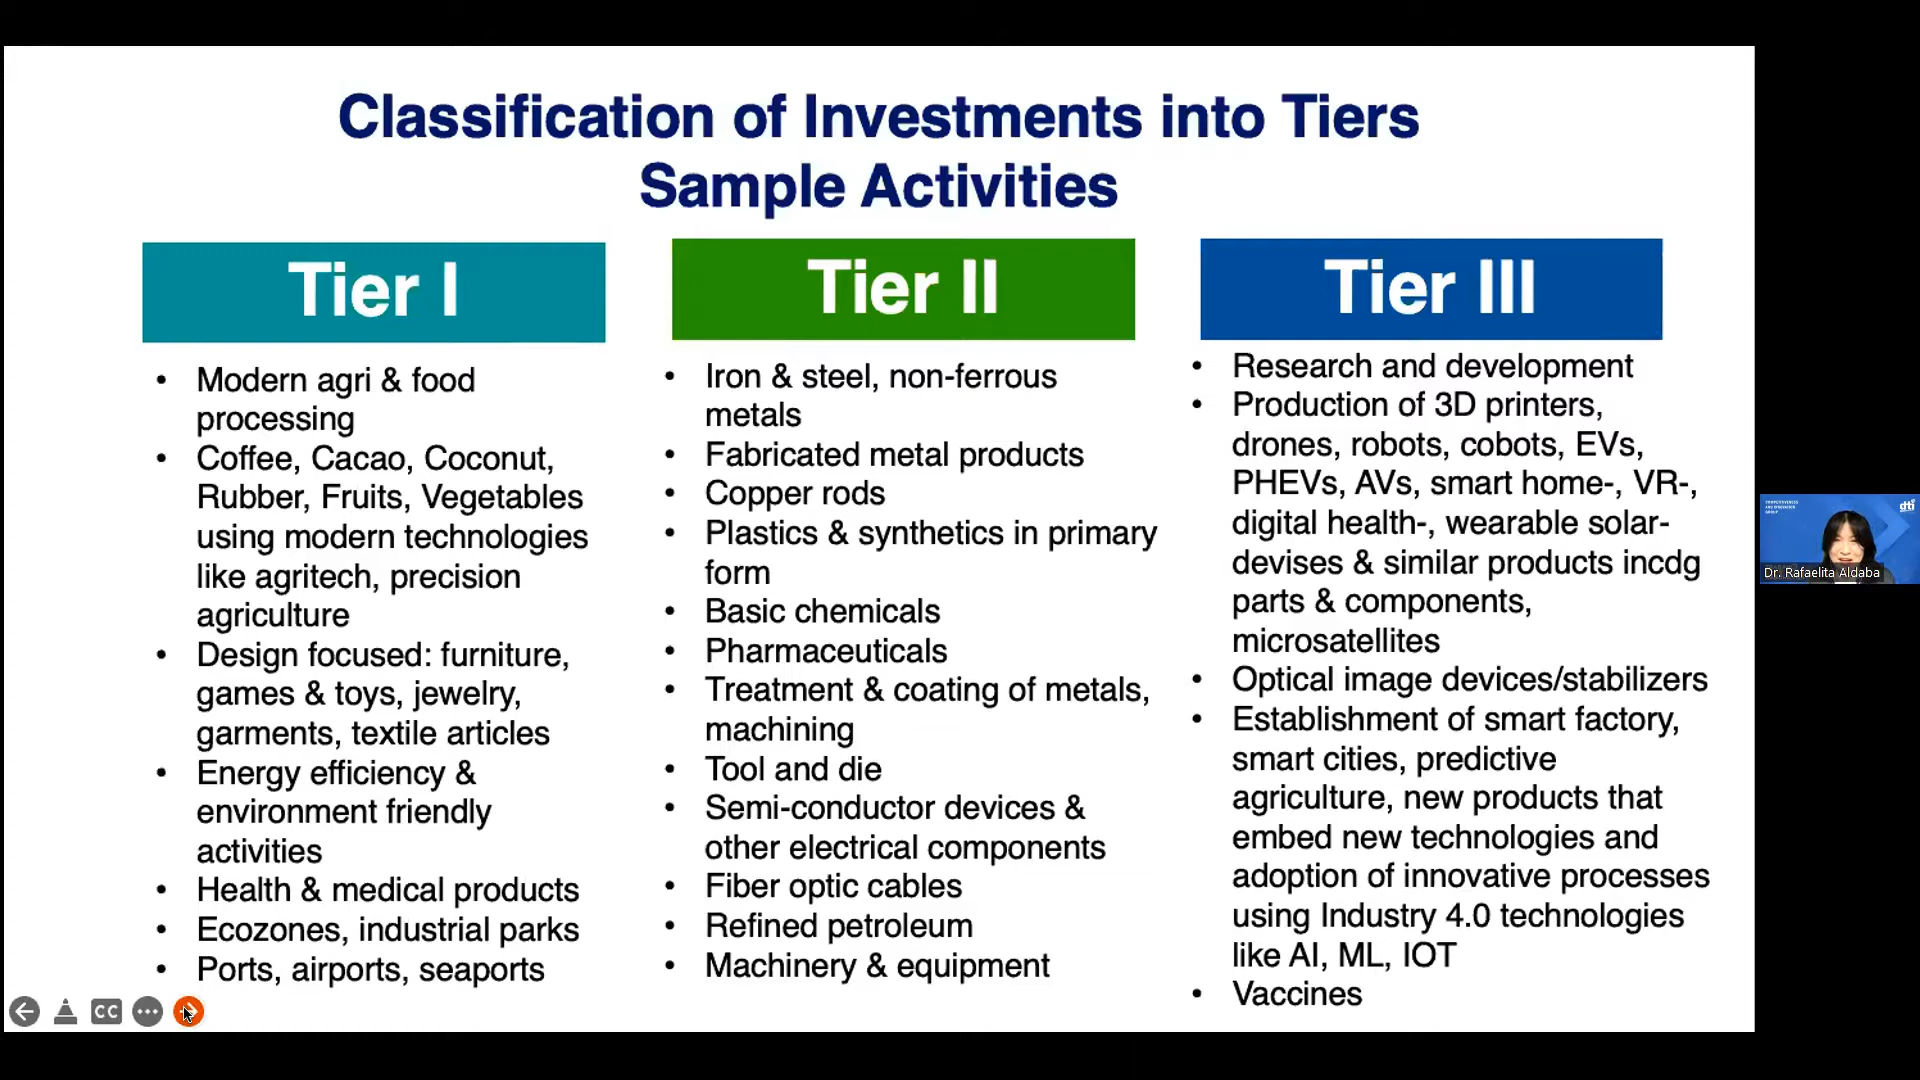 Classification of Investments into Tiers
Sample Activities
Tier I
• Modern agri & food
processing
• Coffee, Cacao, Coconut,
Rubber, Fruits, Vegetables
using modern technologies
like agritech, precision
agriculture
• Design focused: furniture,
games & toys, jewelry,
garments, textile articles
• Energy efficiency &
environment friendly
activities
• Health & medical products
• Ecozones, industrial parks
• Ports, airports, seaports
Tier II
• Iron & steel, non-ferrous
metals
• Fabricated metal products
• Copper rods
• Plastics & synthetics in primary
form
• Basic chemicals
• Pharmaceuticals
• Treatment & coating of metals,
machining
• Tool and die
• Semi-conductor devices &
other electrical components
• Fiber optic cables
• Refined petroleum
• Machinery & equipment
Tier III
• Research and development
• Production of 3D printers,
drones, robots, cobots, EVs,
PHEVs, AVs, smart home-, VR-,
digital health-, wearable solar-
devises & similar products incdg
parts & components,
microsatellites
• Optical image devices/stabilizers
• Establishment of smart factory,
smart cities, predictive
agriculture, new products that
embed new technologies and
adoption of innovative processes
using Industry 4.0 technologies
like AI, ML, IOT
• Vaccines
CC
COMPETITIVENESS
AND INNOVATION
GROUP
dti
Dr. Rafaelita Aldaba